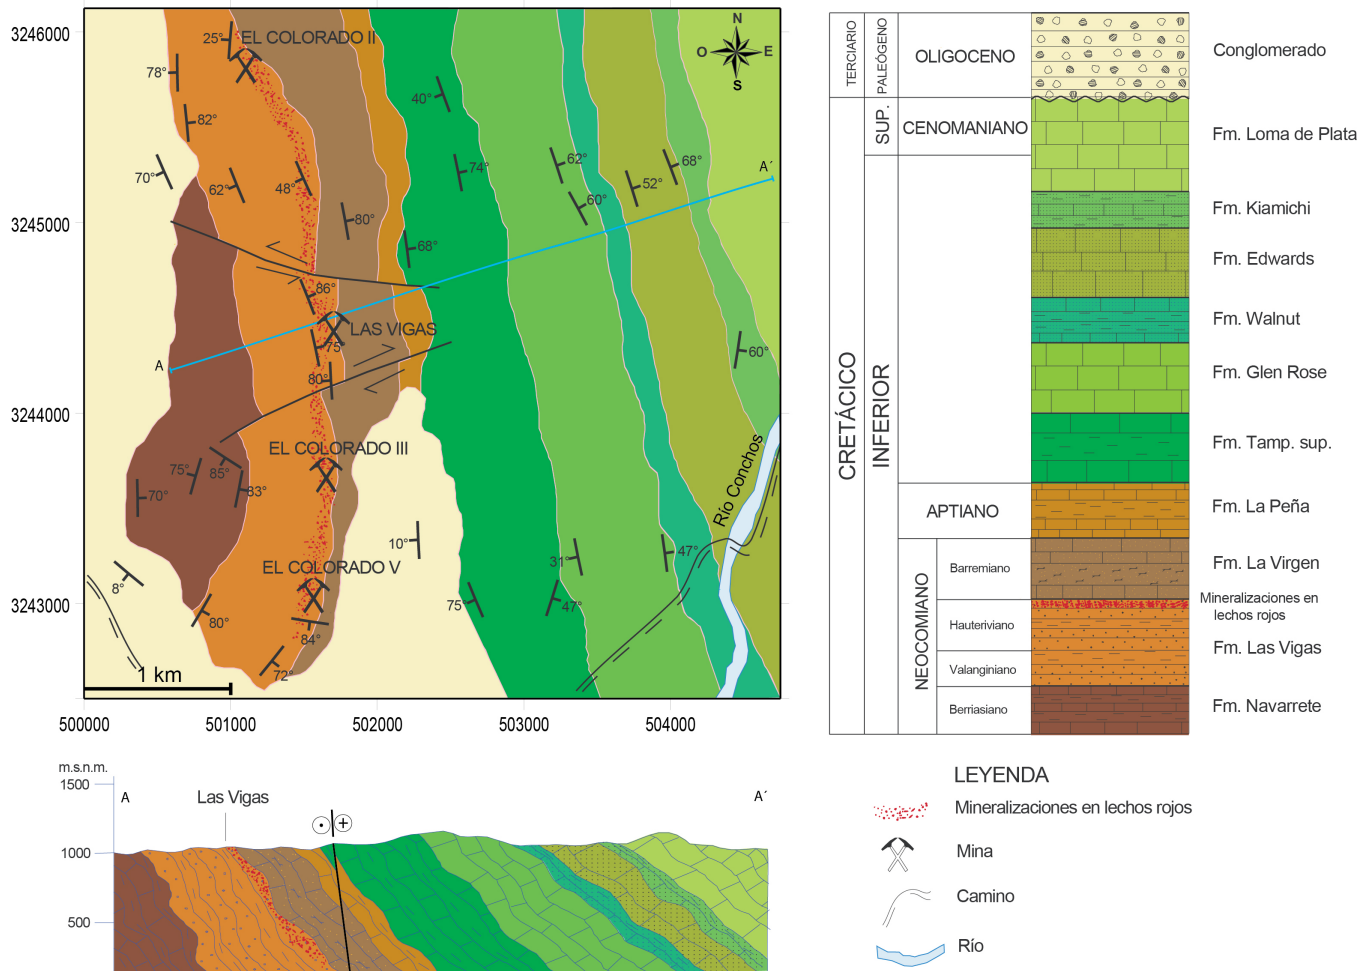 3246000
3245000
3244000
3243000
500000
501000
502000
503000
504000
N
O
E
S
25°
EL COLORADO II
78°
82°
70°
62°
48°
80°
40°
74°
68°
62°
60°
52°
68°
A´
86°
LAS VIGAS
75°
80°
A
60°
EL COLORADO III
75°
85°
83°
70°
Río Conchos
10°
31°
47°
EL COLORADO V
8°
80°
84°
72°
75°
47°
1 km
TERCIARIO
PALEÓGENO
OLIGOCENO
Conglomerado
CRETÁCICO
SUP.
CENOMANIANO
Fm. Loma de Plata
INFERIOR
Fm. Kiamichi
Fm. Edwards
Fm. Walnut
Fm. Glen Rose
Fm. Tamp. sup.
APTIANO
Fm. La Peña
NEOCOMIANO
Barremiano
Fm. La Virgen
Mineralizaciones en
lechos rojos
Hauteriviano
Fm. Las Vigas
Valanginiano
Berriasiano
Fm. Navarrete
m.s.n.m.
1500
1000
500
A
Las Vigas
A´
LEYENDA
Mineralizaciones en lechos rojos
Mina
Camino
Río